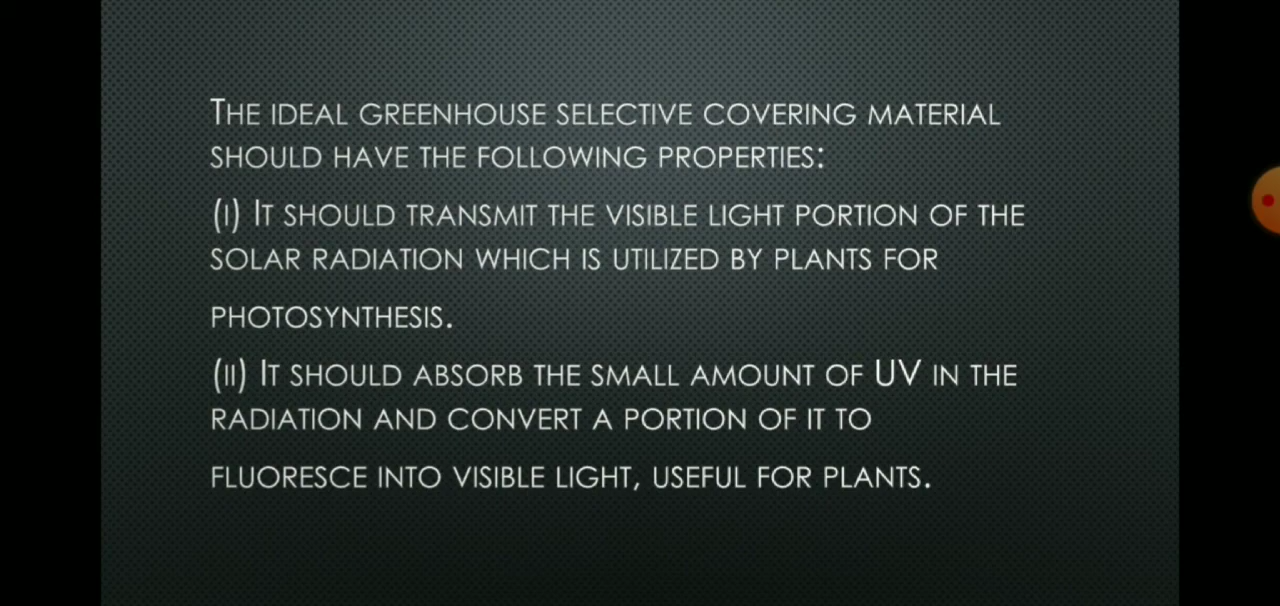 The ideal greenhouse selective covering material
should have the following properties:
(i) It should transmit the visible light portion of the
solar radiation which is utilized by plants for
photosynthesis.
(ii) It should absorb the small amount of UV in the
radiation and convert a portion of it to
fluoresce into visible light, useful for plants.